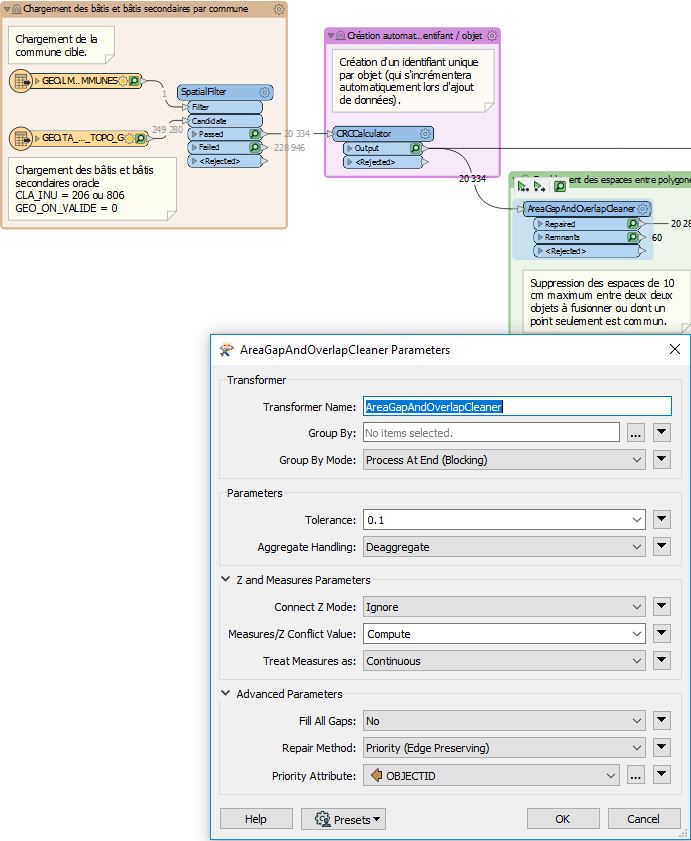 Chargement des bâtis et bâtis secondaires par commune
Chargement de la
commune cible.
GEO.LM...MMUNES
1
GEO.TA_..._TOPO_G
249 280
SpatialFilter
Filter
Candidate
Passed
20 334
Failed
228 946
<Rejected>
Chargement des bâtis et bâtis
secondaires oracle
CLA_INU = 206 ou 806
GEO_ON_VALIDE = 0
Création automat...entifiant / objet
Création d'un identifiant unique
par objet (qui s'incrémentera
automatiquement lors d'ajout
de données).
CRCCalculator
Output
<Rejected>
20 334
ment des espaces entre polygone
AreaGapAndOverlapCleaner
Repaired
20 28
Remnants
60
<Rejected>
Suppression des espaces de 10
cm maximum entre deux deux
objets à fusionner ou dont un
point seulement est commun.
AreaGapAndOverlapCleaner Parameters
Transformer
Transformer Name: AreaGapAndOverlapCleaner
Group By: No items selected. ...
Group By Mode: Process At End (Blocking)
Parameters
Tolerance: 0.1
Aggregate Handling: Deaggregate
Z and Measures Parameters
Connect Z Mode: Ignore
Measures/Z Conflict Value: Compute
Treat Measures as: Continuous
Advanced Parameters
Fill All Gaps: No
Repair Method: Priority (Edge Preserving)
Priority Attribute: OBJECTID ...
Help
Presets
OK
Cancel